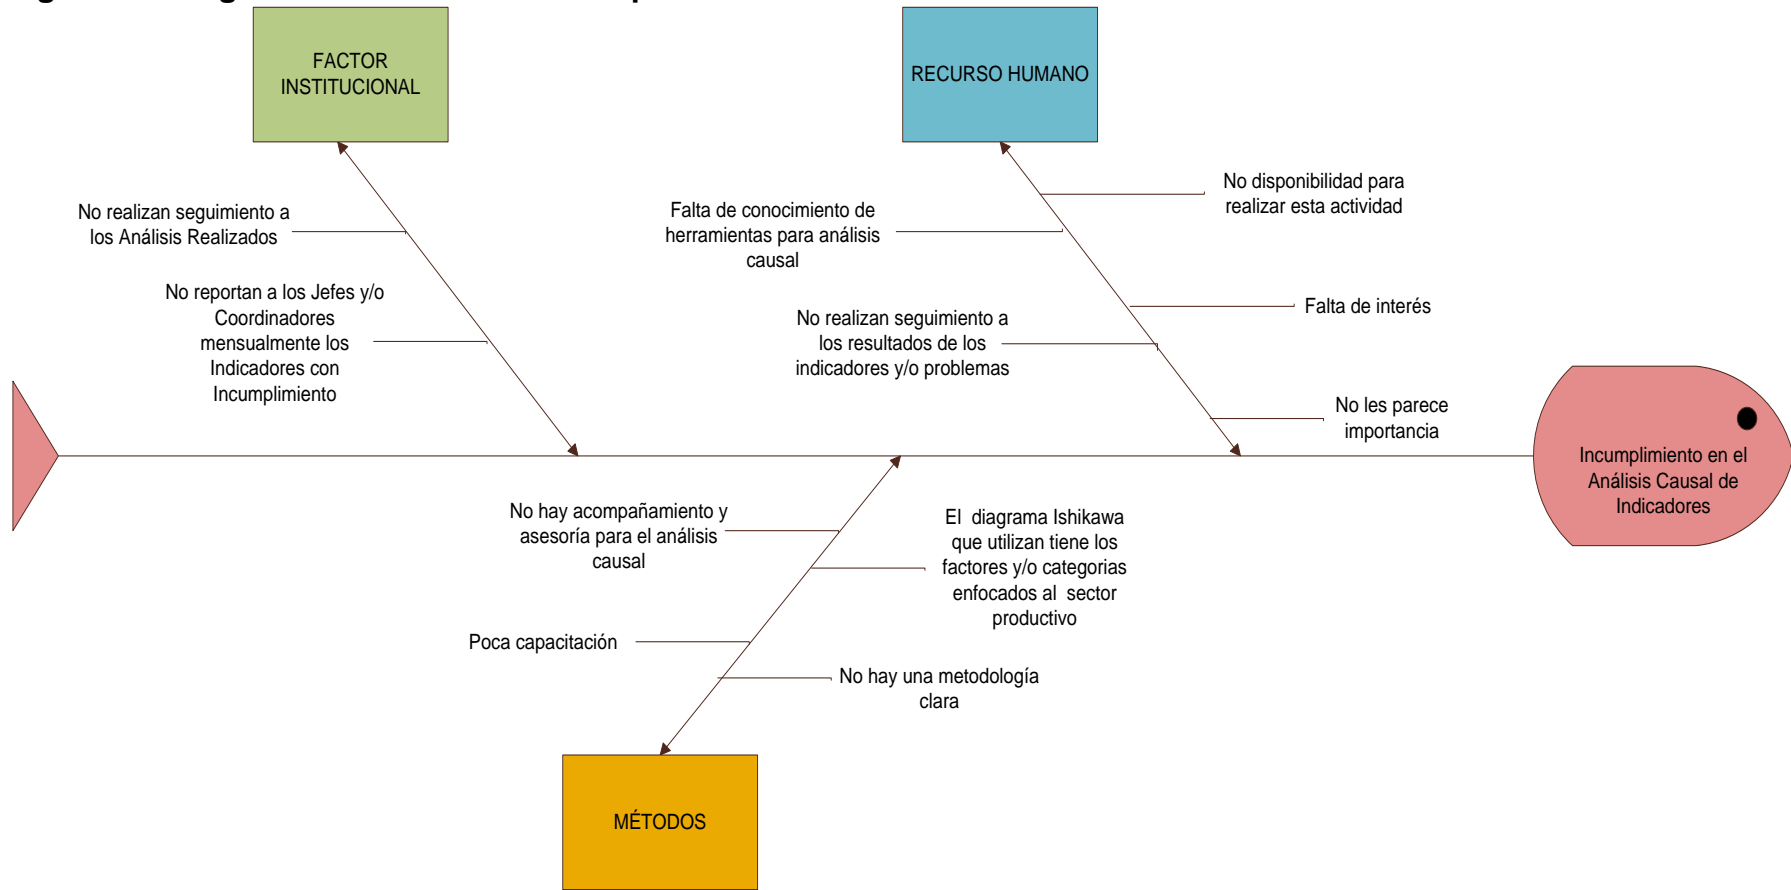 FACTOR
INSTITUCIONAL
RECURSO HUMANO
No realizan seguimiento a
los Análisis Realizados
No reportan a los Jefes y/o
Coordinadores
mensualmente los
Indicadores con
Incumplimiento
Falta de conocimiento de
herramientas para análisis
causal
No realizan seguimiento a
los resultados de los
indicadores y/o problemas
No disponibilidad para
realizar esta actividad
Falta de interés
No les parece
importancia
Incumplimiento en el
Análisis Causal de
Indicadores
No hay acompañamiento y
asesoría para el análisis
causal
Poca capacitación
El  diagrama Ishikawa
que utilizan tiene los
factores y/o categorias
enfocados al  sector
productivo
No hay una metodología
clara
MÉTODOS